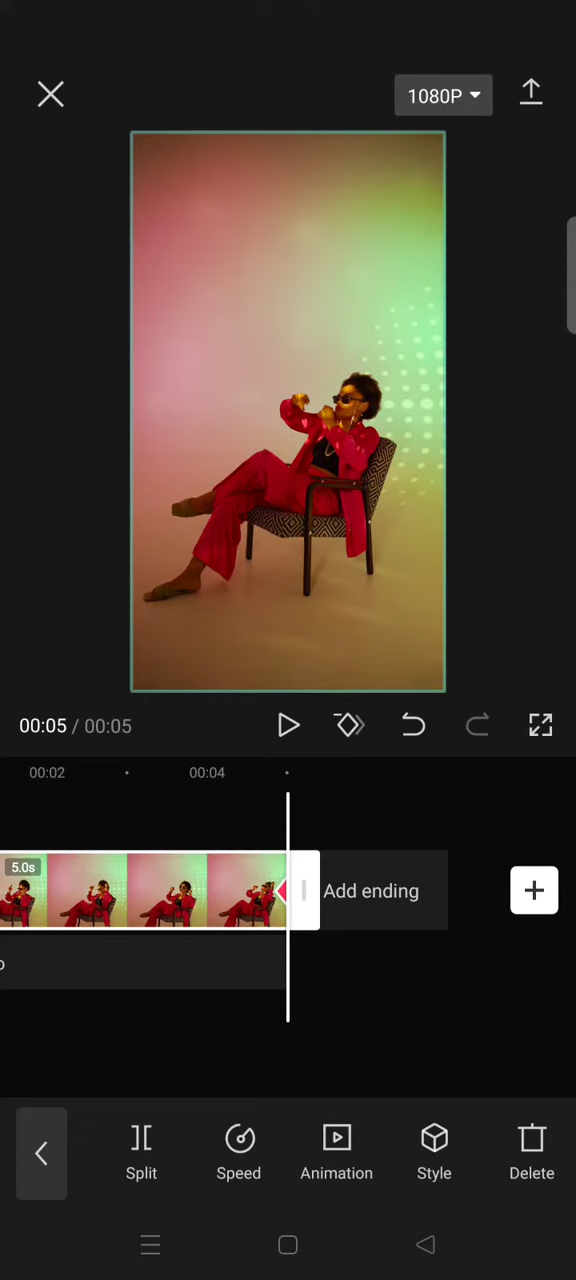 1080P
00:05 / 00:05
00:02
00:04
5.0s
Add ending
o
Split
Speed
Animation
Style
Delete